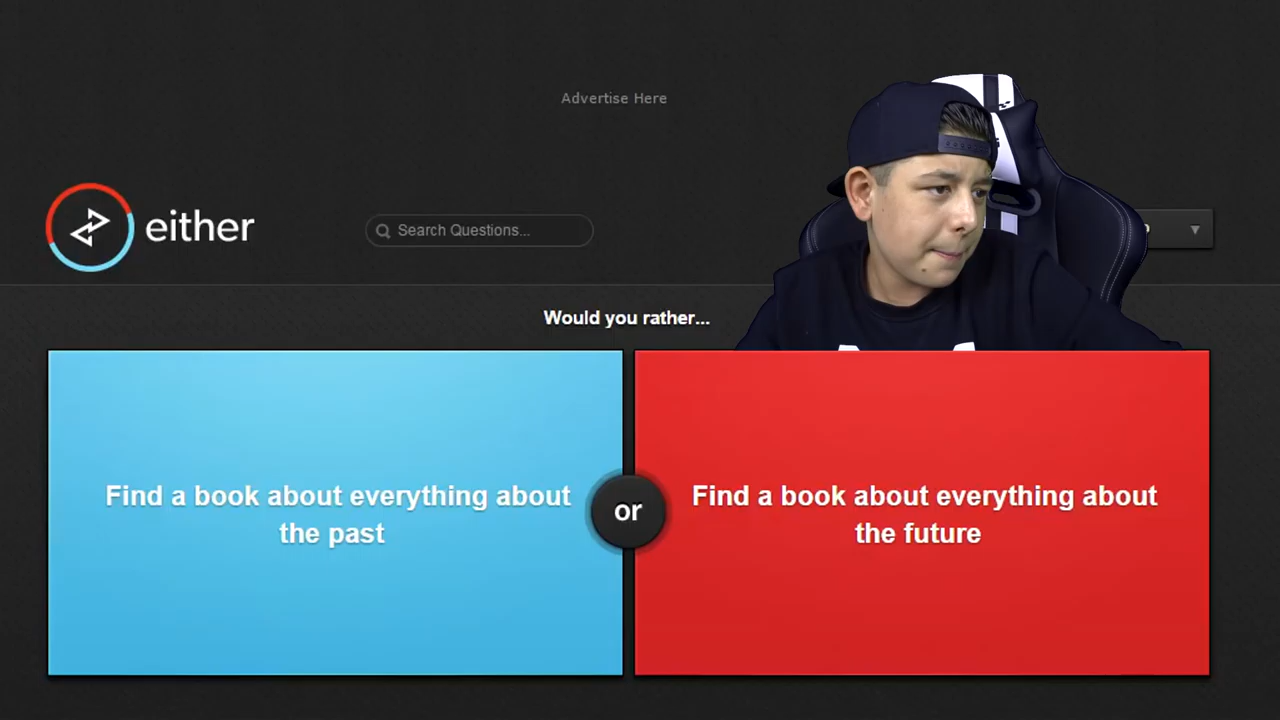 Advertise Here
either
Search Questions...
Would you rather...
Find a book about everything about
the past
or
Find a book about everything about
the future